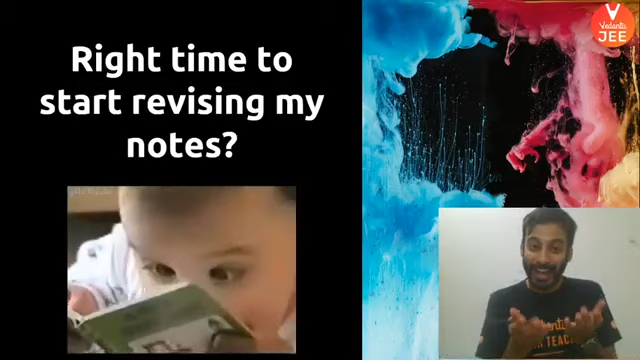 Right time to
start revising my
notes?
Vedantu
JEE